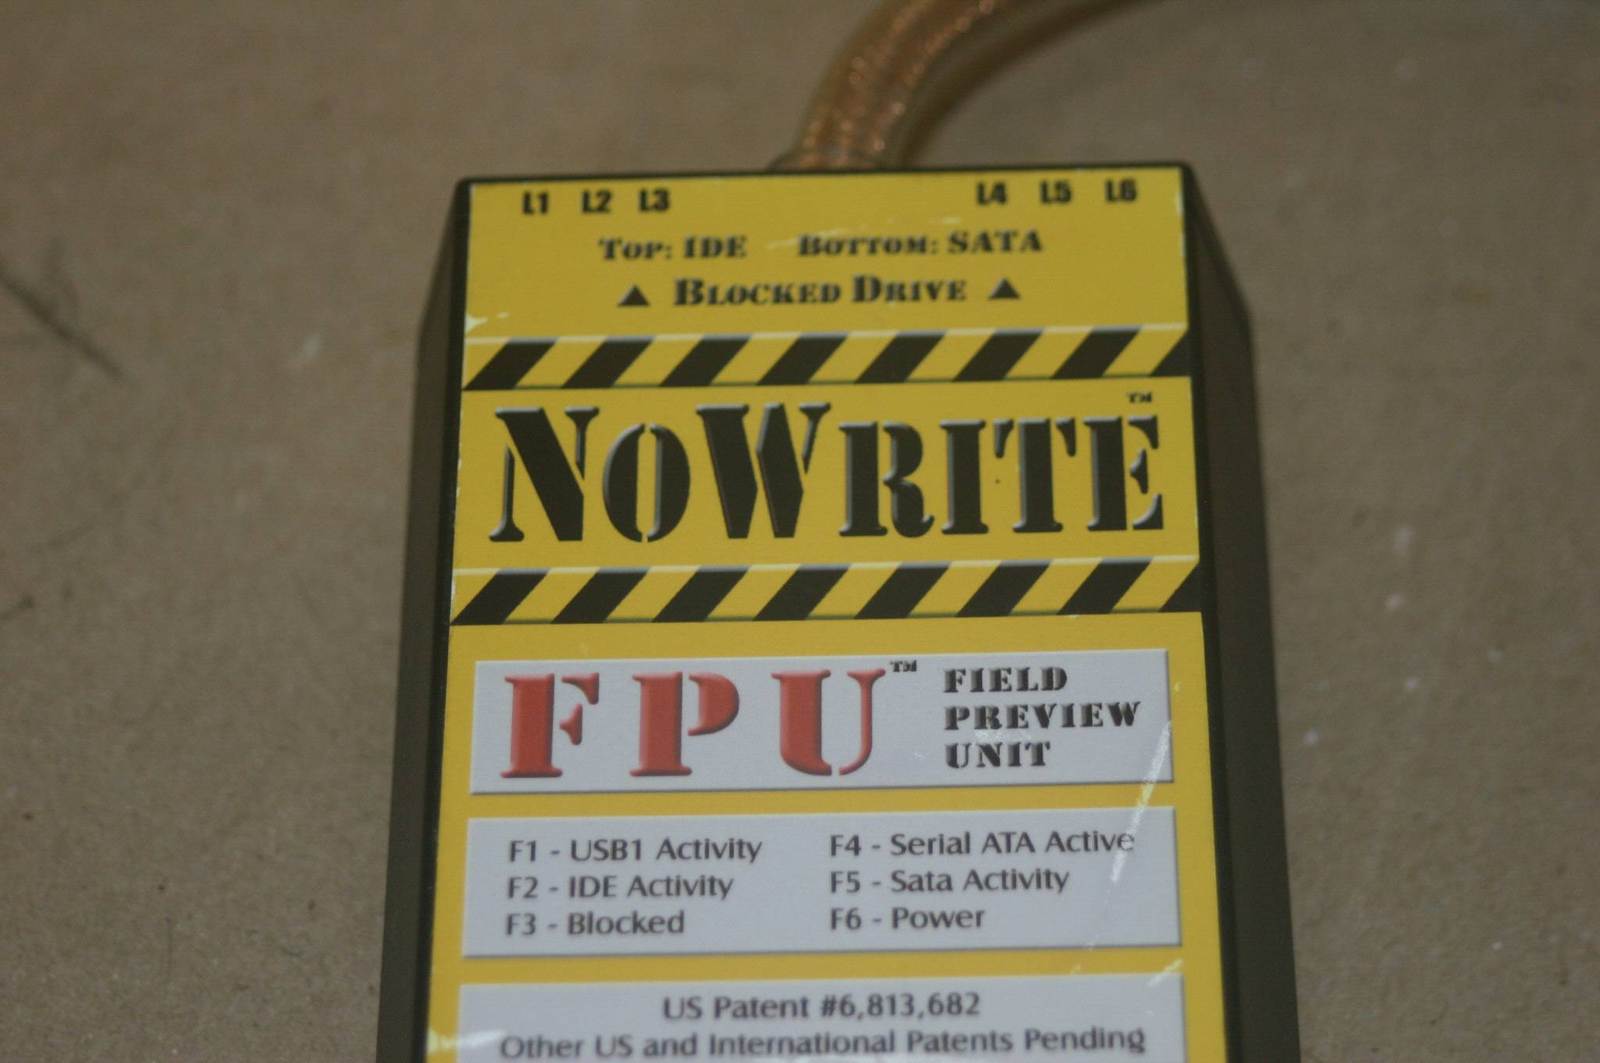 L1 L2 L3 L4 L5 L6
TOP: IDE BOTTOM: SATA
▲ BLOCKED DRIVE ▲
NOWRITE™
FPU™
FIELD
PREVIEW
UNIT
F1 - USB1 Activity
F2 - IDE Activity
F3 - Blocked
F4 - Serial ATA Active
F5 - Sata Activity
F6 - Power
US Patent #6,813,682
Other US and International Patents Pending